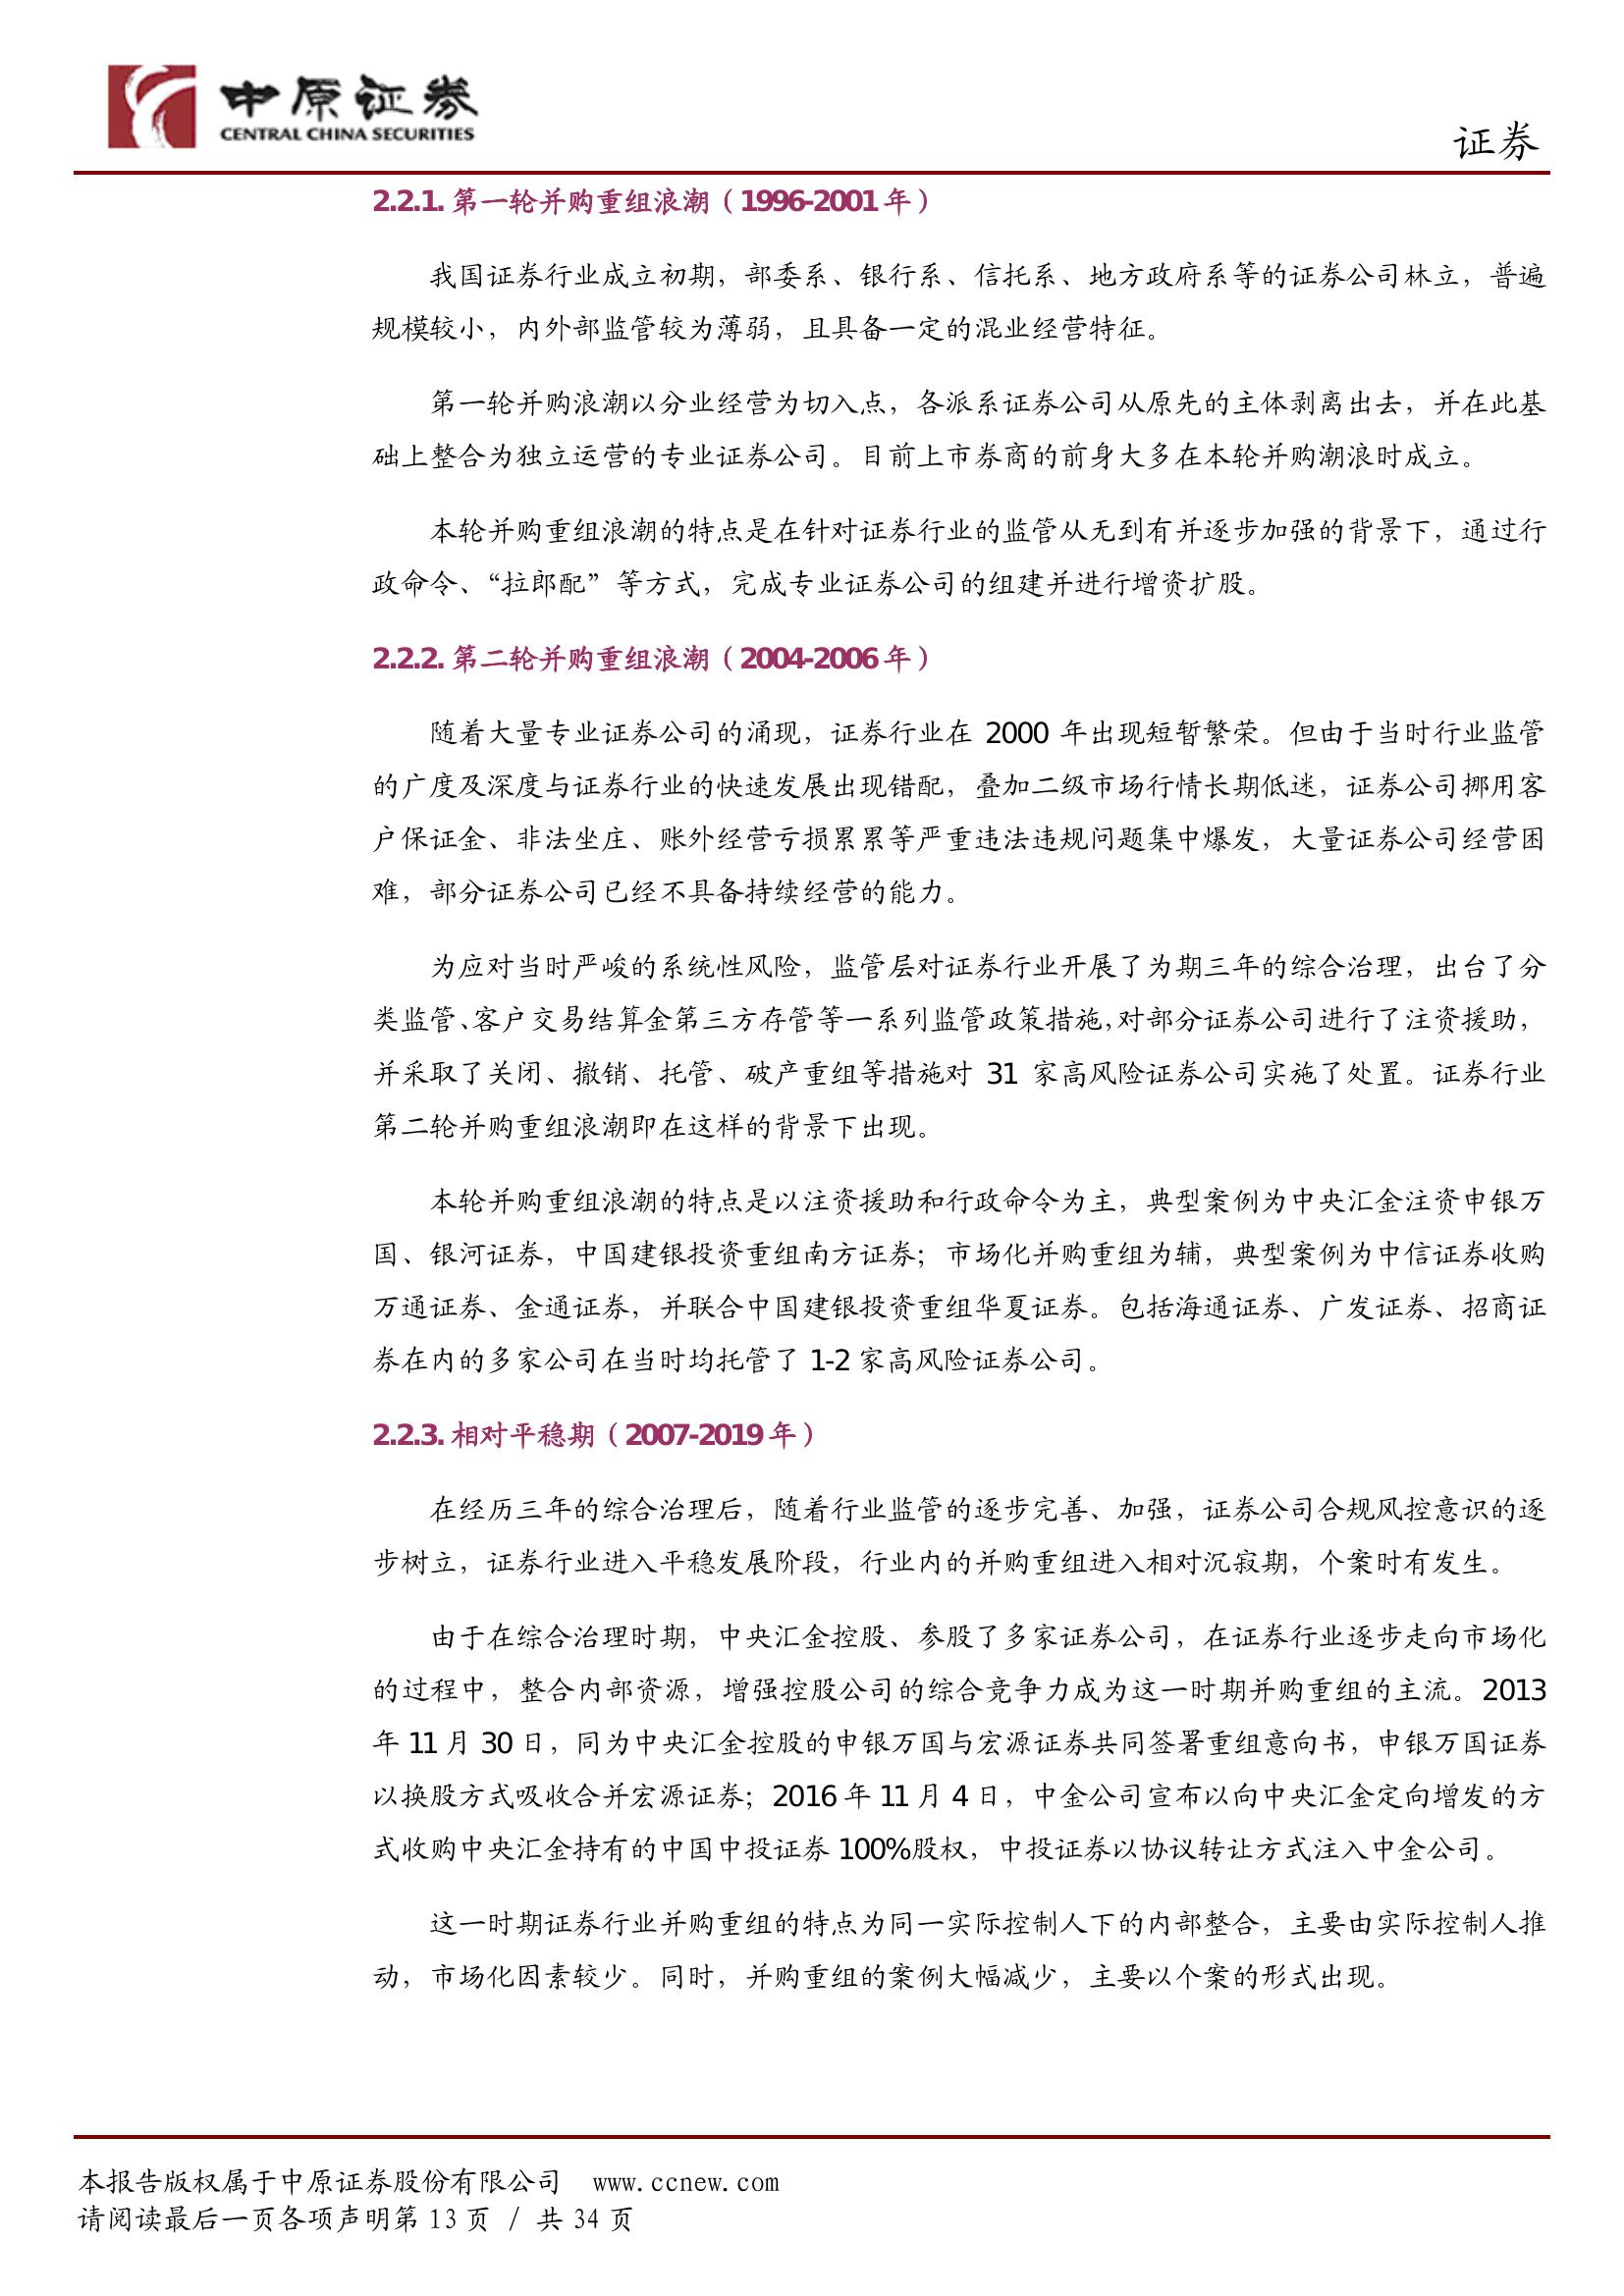 中原证券
CENTRAL CHINA SECURITIES
证券
2.2.1. 第一轮并购重组浪潮（1996-2001 年）
我国证券行业成立初期，部委系、银行系、信托系、地方政府系等的证券公司林立，普遍
规模较小，内外部监管较为薄弱，且具备一定的混业经营特征。
第一轮并购浪潮以分业经营为切入点，各派系证券公司从原先的主体剥离出去，并在此基
础上整合为独立运营的专业证券公司。目前上市券商的前身大多在本轮并购潮浪时成立。
本轮并购重组浪潮的特点是在针对证券行业的监管从无到有并逐步加强的背景下，通过行
政命令、“拉郎配”等方式，完成专业证券公司的组建并进行增资扩股。
2.2.2. 第二轮并购重组浪潮（2004-2006 年）
随着大量专业证券公司的涌现，证券行业在 2000 年出现短暂繁荣。但由于当时行业监管
的广度及深度与证券行业的快速发展出现错配，叠加二级市场行情长期低迷，证券公司挪用客
户保证金、非法坐庄、账外经营亏损累累等严重违法违规问题集中爆发，大量证券公司经营困
难，部分证券公司已经不具备持续经营的能力。
为应对当时严峻的系统性风险，监管层对证券行业开展了为期三年的综合治理，出台了分
类监管、客户交易结算金第三方存管等一系列监管政策措施，对部分证券公司进行了注资援助，
并采取了关闭、撤销、托管、破产重组等措施对 31 家高风险证券公司实施了处置。证券行业
第二轮并购重组浪潮即在这样的背景下出现。
本轮并购重组浪潮的特点是以注资援助和行政命令为主，典型案例为中央汇金注资申银万
国、银河证券，中国建银投资重组南方证券；市场化并购重组为辅，典型案例为中信证券收购
万通证券、金通证券，并联合中国建银投资重组华夏证券。包括海通证券、广发证券、招商证
券在内的多家公司在当时均托管了 1-2 家高风险证券公司。
2.2.3. 相对平稳期（2007-2019 年）
在经历三年的综合治理后，随着行业监管的逐步完善、加强，证券公司合规风控意识的逐
步树立，证券行业进入平稳发展阶段，行业内的并购重组进入相对沉寂期，个案时有发生。
由于在综合治理时期，中央汇金控股、参股了多家证券公司，在证券行业逐步走向市场化
的过程中，整合内部资源，增强控股公司的综合竞争力成为这一时期并购重组的主流。2013
年 11 月 30 日，同为中央汇金控股的申银万国与宏源证券共同签署重组意向书，申银万国证券
以换股方式吸收合并宏源证券；2016 年 11 月 4 日，中金公司宣布以向中央汇金定向增发的方
式收购中央汇金持有的中国中投证券 100%股权，中投证券以协议转让方式注入中金公司。
这一时期证券行业并购重组的特点为同一实际控制人下的内部整合，主要由实际控制人推
动，市场化因素较少。同时，并购重组的案例大幅减少，主要以个案的形式出现。
本报告版权属于中原证券股份有限公司 www.ccnew.com
请阅读最后一页各项声明第 13 页 / 共 34 页